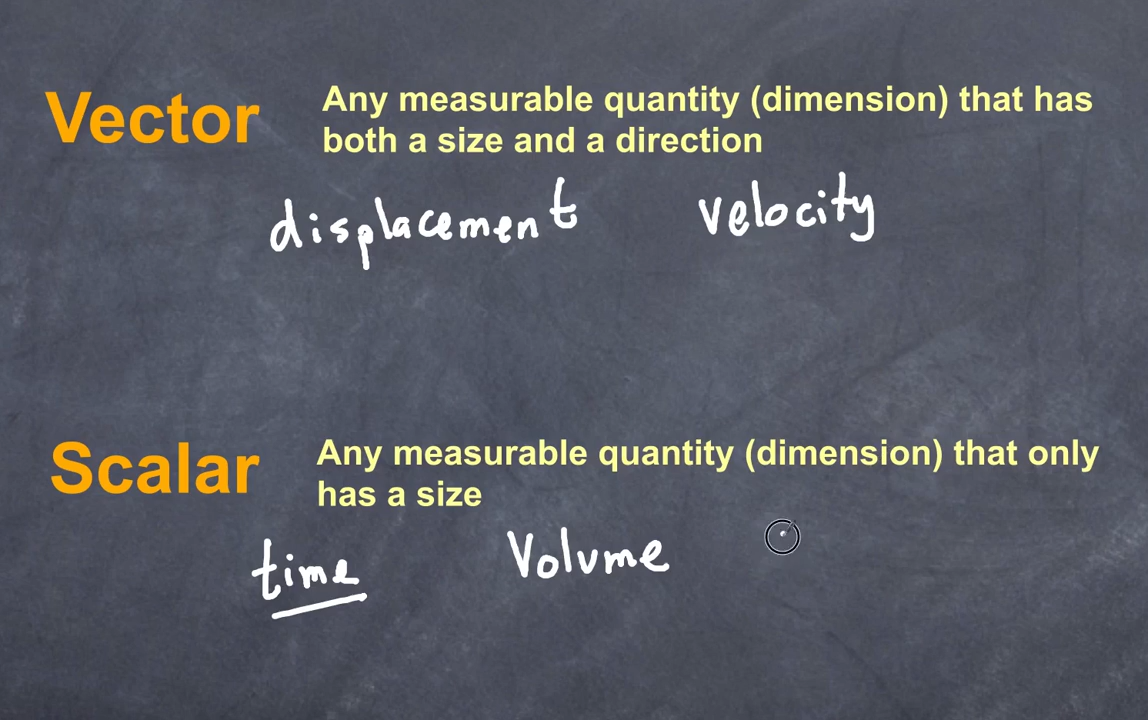 Vector
Any measurable quantity (dimension) that has
both a size and a direction
displacement velocity
Scalar
Any measurable quantity (dimension) that only
has a size
time Volume